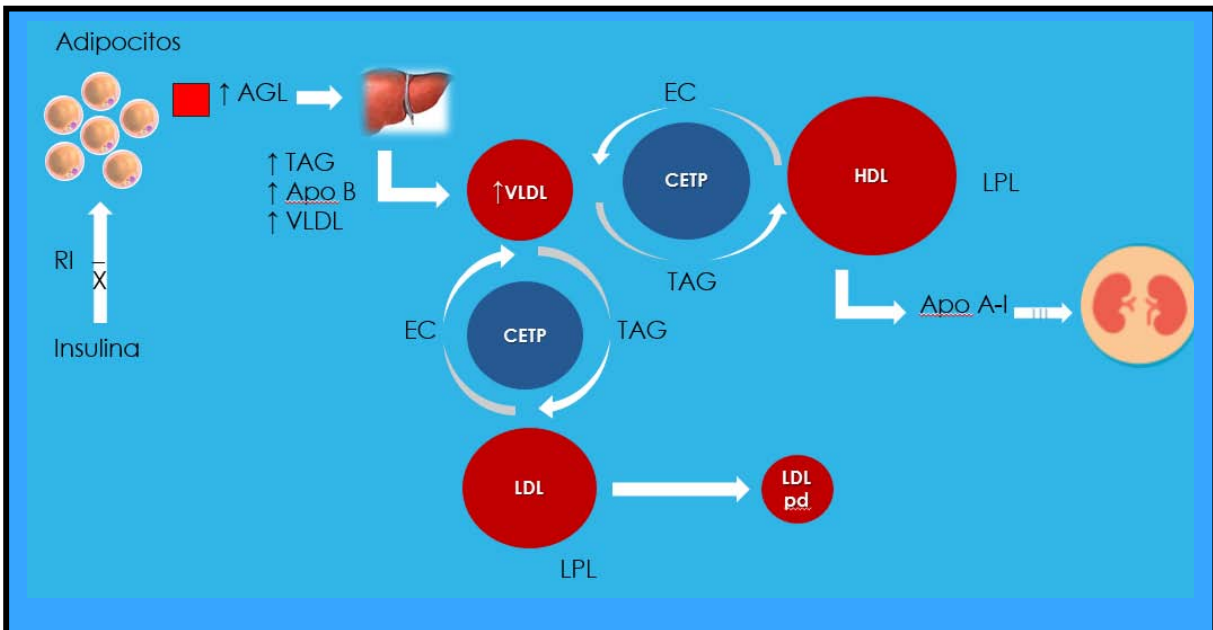 Adipocitos
↑ AGL
↑ TAG
↑ Apo B
↑ VLDL
RI
X
Insulina
↑VLDL
EC
CETP
TAG
HDL
LPL
Apo A-I
EC
CETP
TAG
LDL
LPL
LDL
pd